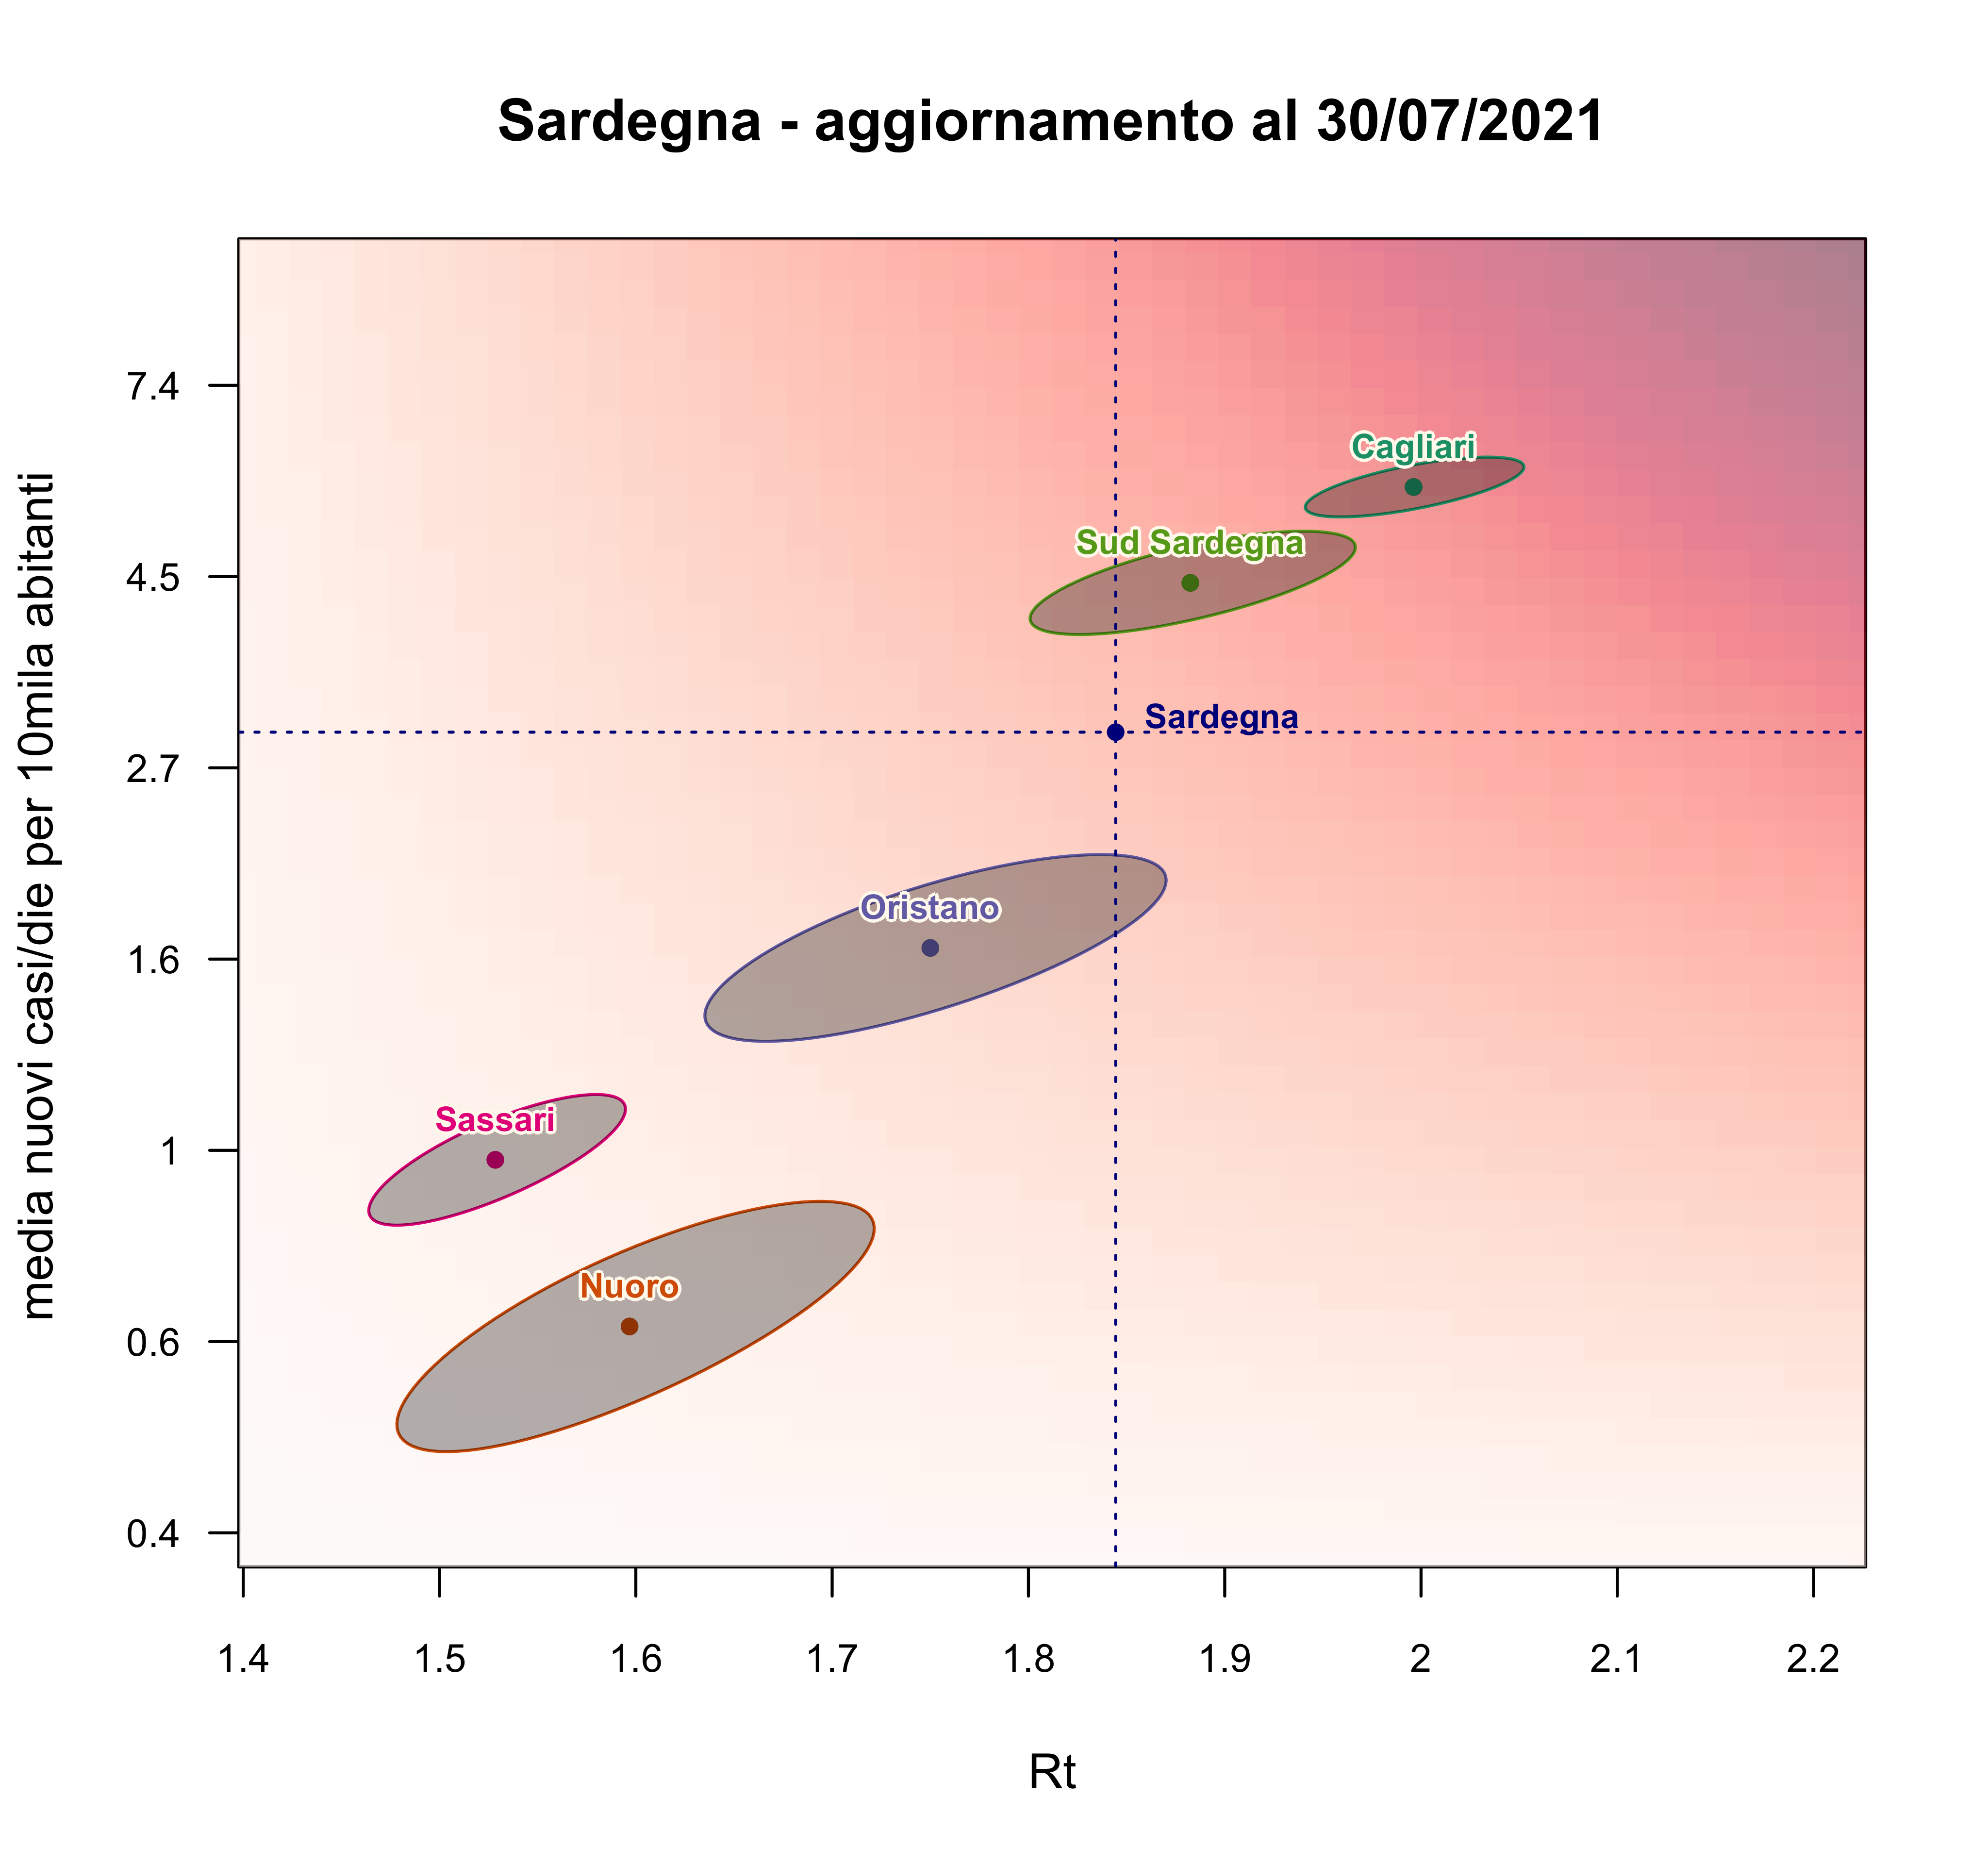 Sardegna - aggiornamento al 30/07/2021
media nuovi casi/die per 10mila abitanti
7.4
4.5
2.7
1.6
1
0.6
0.4
Cagliari
Sud Sardegna
Sardegna
Oristano
Sassari
Nuoro
1.4 1.5 1.6 1.7 1.8 1.9 2 2.1 2.2
Rt